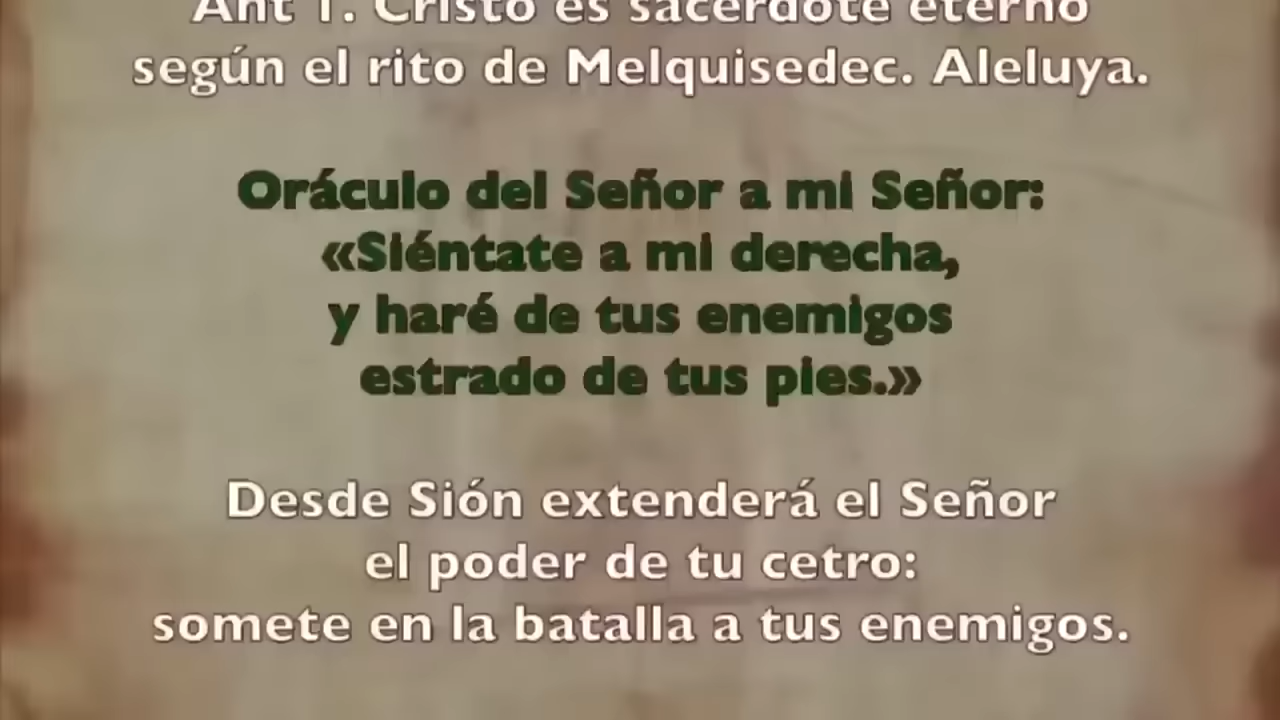 Ant 1. Cristo es sacerdote eterno
según el rito de Melquisedec. Aleluya.
Oráculo del Señor a mi Señor:
«Siéntate a mi derecha,
y haré de tus enemigos
estrado de tus pies.»
Desde Sión extenderá el Señor
el poder de tu cetro:
somete en la batalla a tus enemigos.